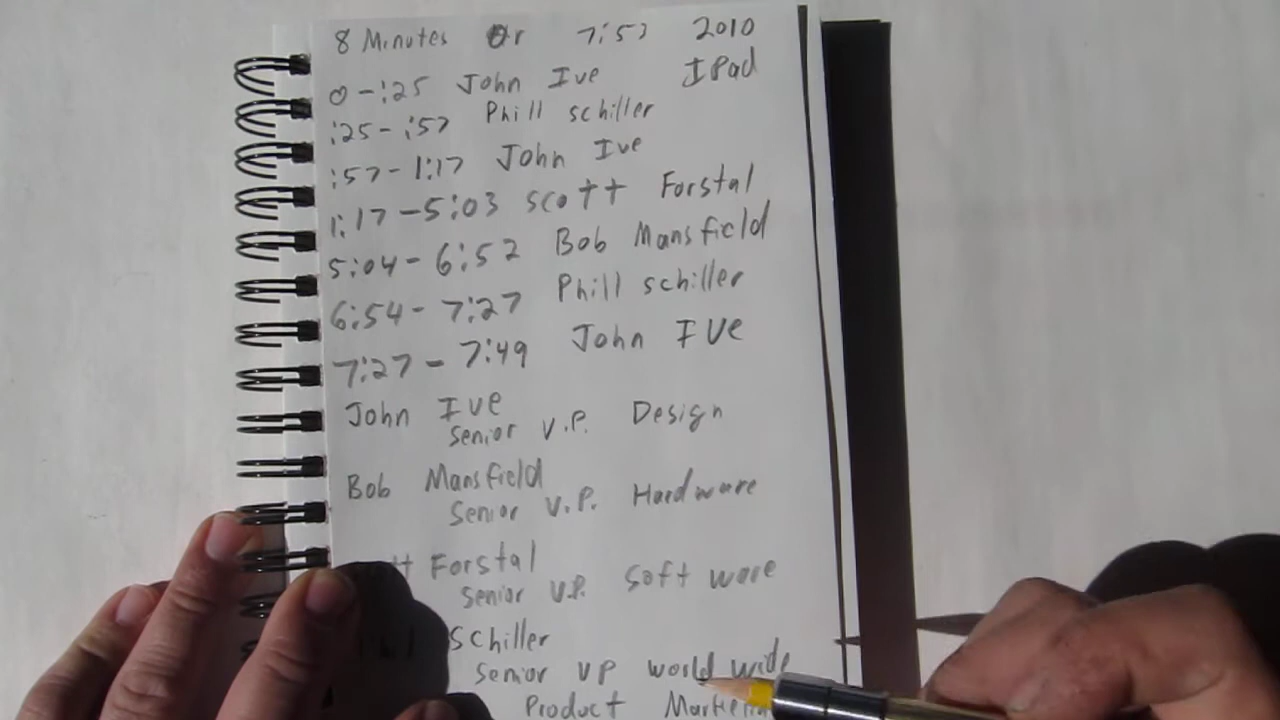 8 Minutes Or 7:52 2010
0-:25 John Ive IPad
:25-:57 Phill schiller
:57-1:17 John Ive
1:17-5:03 scott Forstal
5:04-6:52 Bob Mansfield
6:54-7:27 Phill schiller
7:27-7:49 John IVe
John IVe
Senior V.P. Design
Bob Mansfield
Senior V.P. Hardware
Forstal
Senior V.P. Soft ware
Schiller
Senior VP world wide
Product